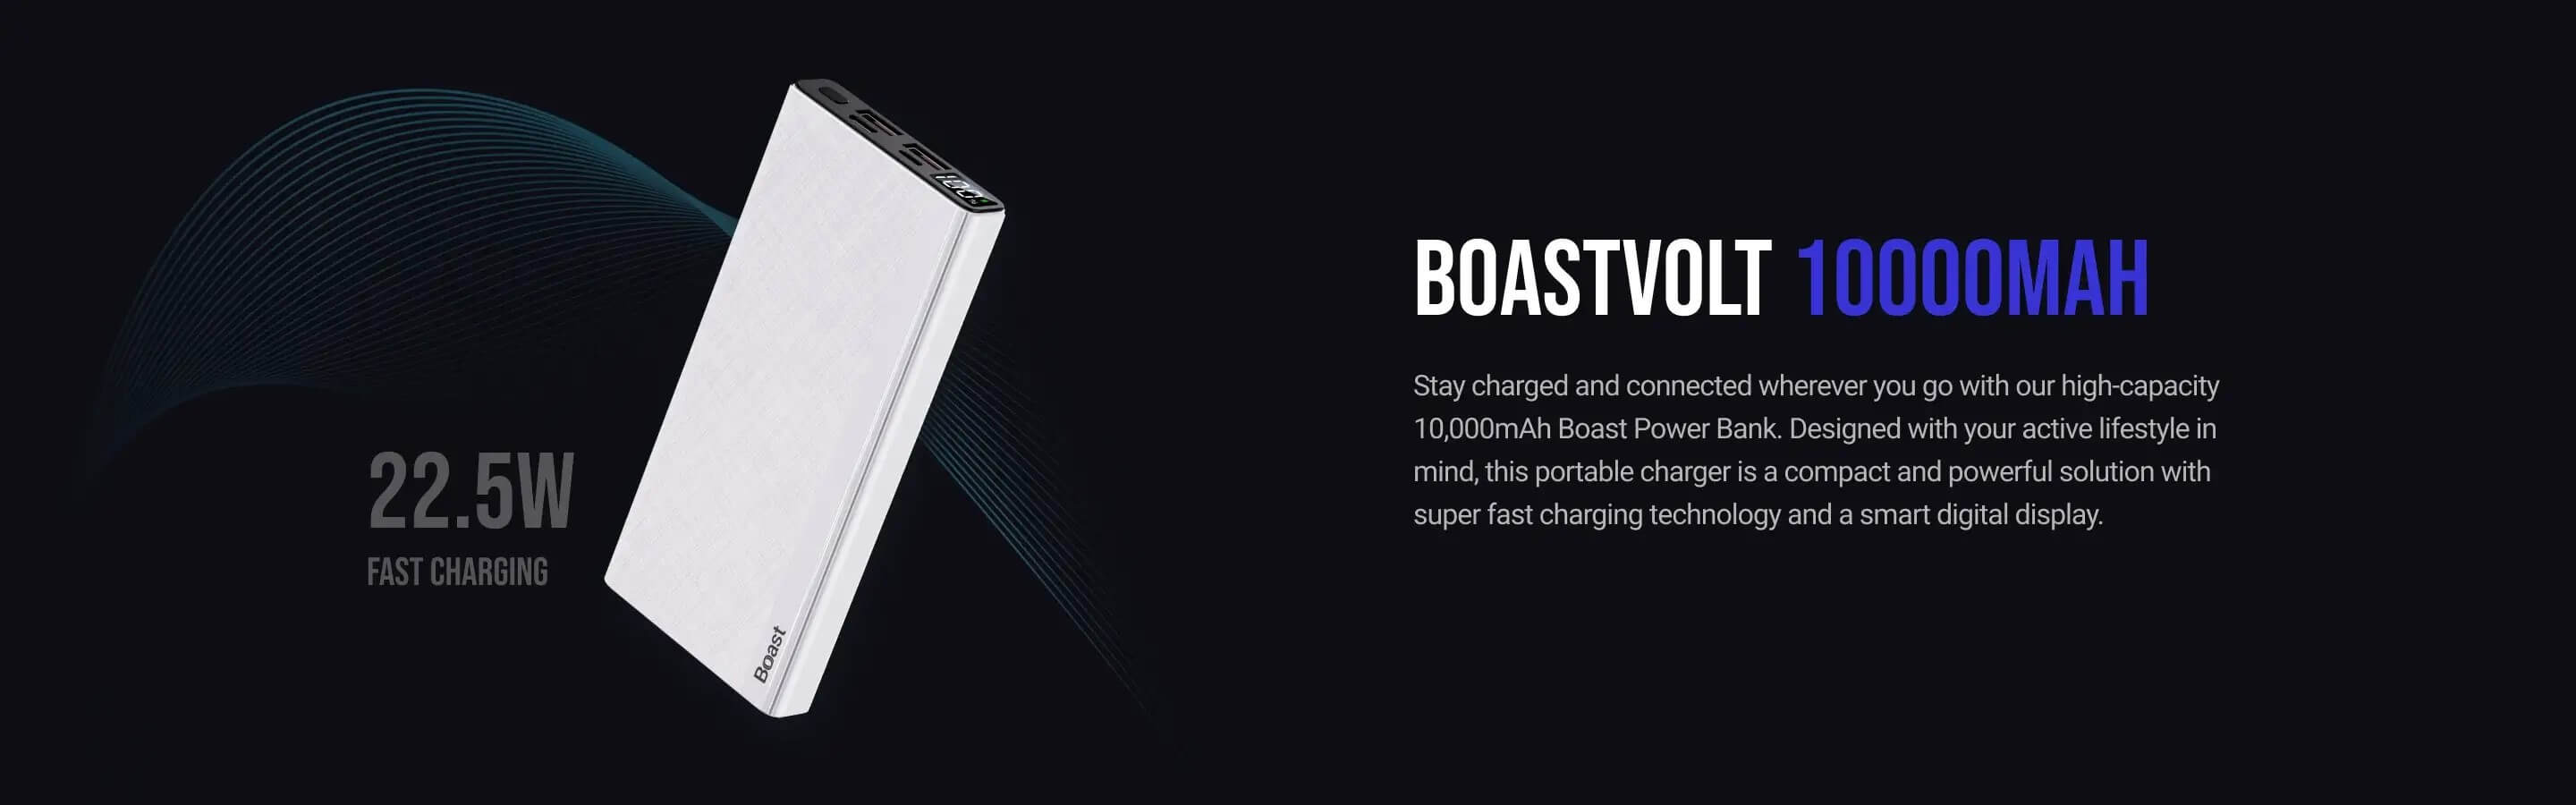 100
22.5W
FAST CHARGING
Boast
BOASTVOLT 10000MAH
Stay charged and connected wherever you go with our high-capacity
10,000mAh Boast Power Bank. Designed with your active lifestyle in
mind, this portable charger is a compact and powerful solution with
super fast charging technology and a smart digital display.